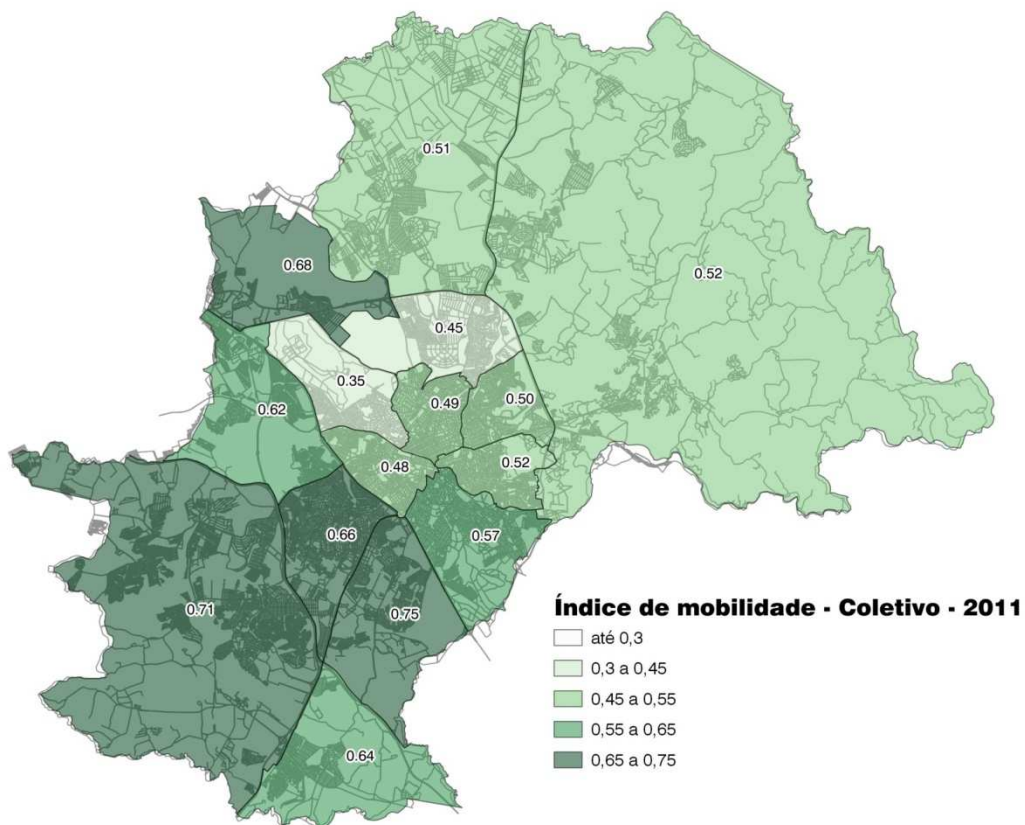 0.51
0.52
0.68
0.45
0.35
0.62
0.49
0.50
0.48
0.52
0.66
0.57
0.71
0.75
0.64
Índice de mobilidade - Coletivo - 2011
até 0,3
0,3 a 0,45
0,45 a 0,55
0,55 a 0,65
0,65 a 0,75